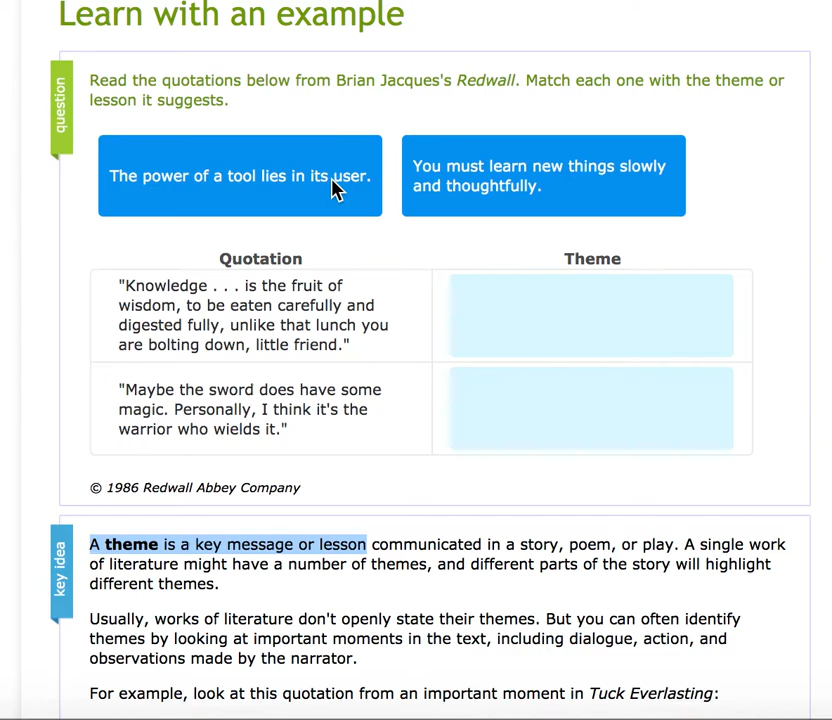 Learn with an example
question
Read the quotations below from Brian Jacques's Redwall. Match each one with the theme or
lesson it suggests.
The power of a tool lies in its user.
You must learn new things slowly
and thoughtfully.
Quotation
Theme
"Knowledge . . . is the fruit of
wisdom, to be eaten carefully and
digested fully, unlike that lunch you
are bolting down, little friend."
"Maybe the sword does have some
magic. Personally, I think it's the
warrior who wields it."
© 1986 Redwall Abbey Company
key idea
A theme is a key message or lesson communicated in a story, poem, or play. A single work
of literature might have a number of themes, and different parts of the story will highlight
different themes.
Usually, works of literature don't openly state their themes. But you can often identify
themes by looking at important moments in the text, including dialogue, action, and
observations made by the narrator.
For example, look at this quotation from an important moment in Tuck Everlasting: